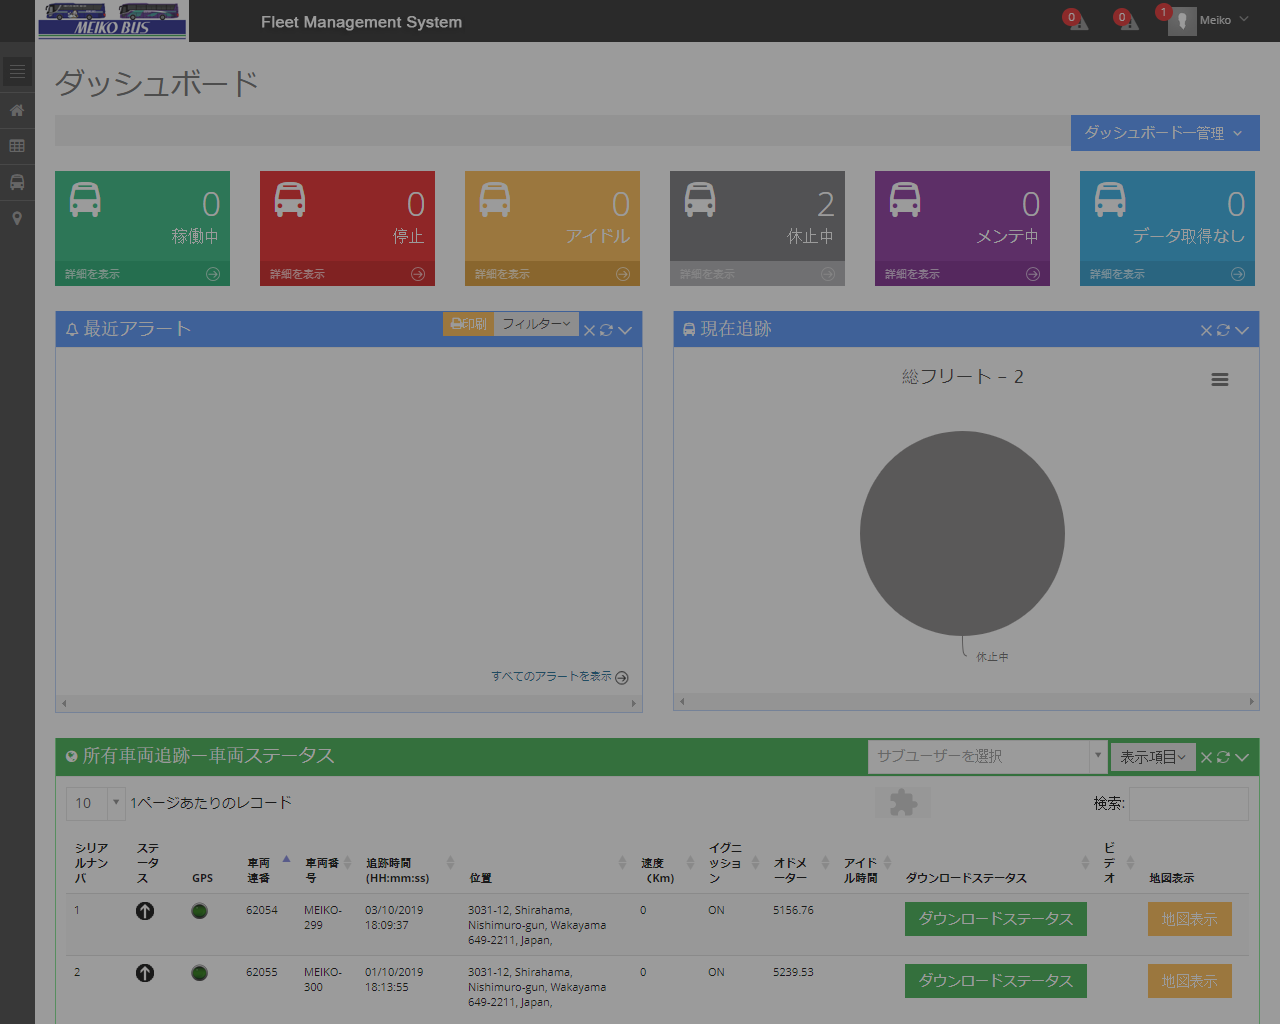 MEIKO BUS
Fleet Management System
0
0
1
Meiko
ダッシュボード
ダッシュボードー管理
0
稼働中
詳細を表示
0
停止
詳細を表示
0
アイドル
詳細を表示
2
休止中
詳細を表示
0
メンテ中
詳細を表示
0
データ取得なし
詳細を表示
最近アラート
印刷
フィルター
すべてのアラートを表示
現在追跡
総フリート – 2
休止中
所有車両追跡ー車両ステータス
サブユーザーを選択
表示項目
10
1ページあたりのレコード
検索:
シリアルナンバ ステータス GPS 車両連番 車両番号 追跡時間 (HH:mm:ss) 位置 速度 (Km) イグニッション オドメーター アイドル時間 ダウンロードステータス ビデオ 地図表示
1 62054 MEIKO-299 03/10/2019 18:09:37 3031-12, Shirahama, Nishimuro-gun, Wakayama 649-2211, Japan, 0 ON 5156.76 ダウンロードステータス 地図表示
2 62055 MEIKO-300 01/10/2019 18:13:55 3031-12, Shirahama, Nishimuro-gun, Wakayama 649-2211, Japan, 0 ON 5239.53 ダウンロードステータス 地図表示